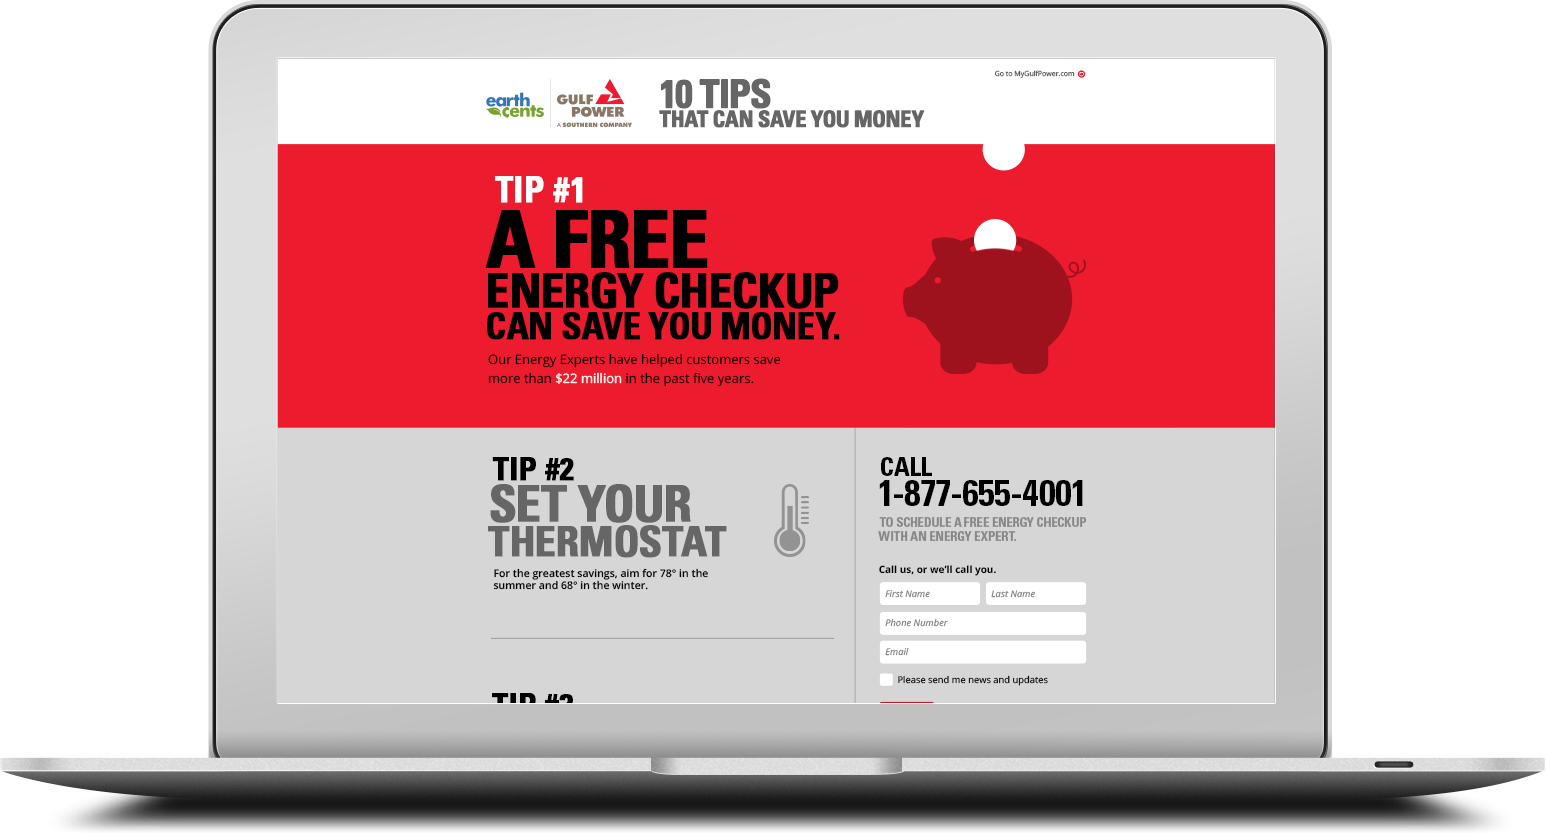 Go to MyGulfPower.com
earth
cents
GULF
POWER
A SOUTHERN COMPANY
10 TIPS
THAT CAN SAVE YOU MONEY
TIP #1
A FREE
ENERGY CHECKUP
CAN SAVE YOU MONEY.
Our Energy Experts have helped customers save
more than $22 million in the past five years.
TIP #2
SET YOUR
THERMOSTAT
For the greatest savings, aim for 78° in the
summer and 68° in the winter.
TIP #3
CALL
1-877-655-4001
TO SCHEDULE A FREE ENERGY CHECKUP
WITH AN ENERGY EXPERT.
Call us, or we'll call you.
First Name Last Name
Phone Number
Email
Please send me news and updates